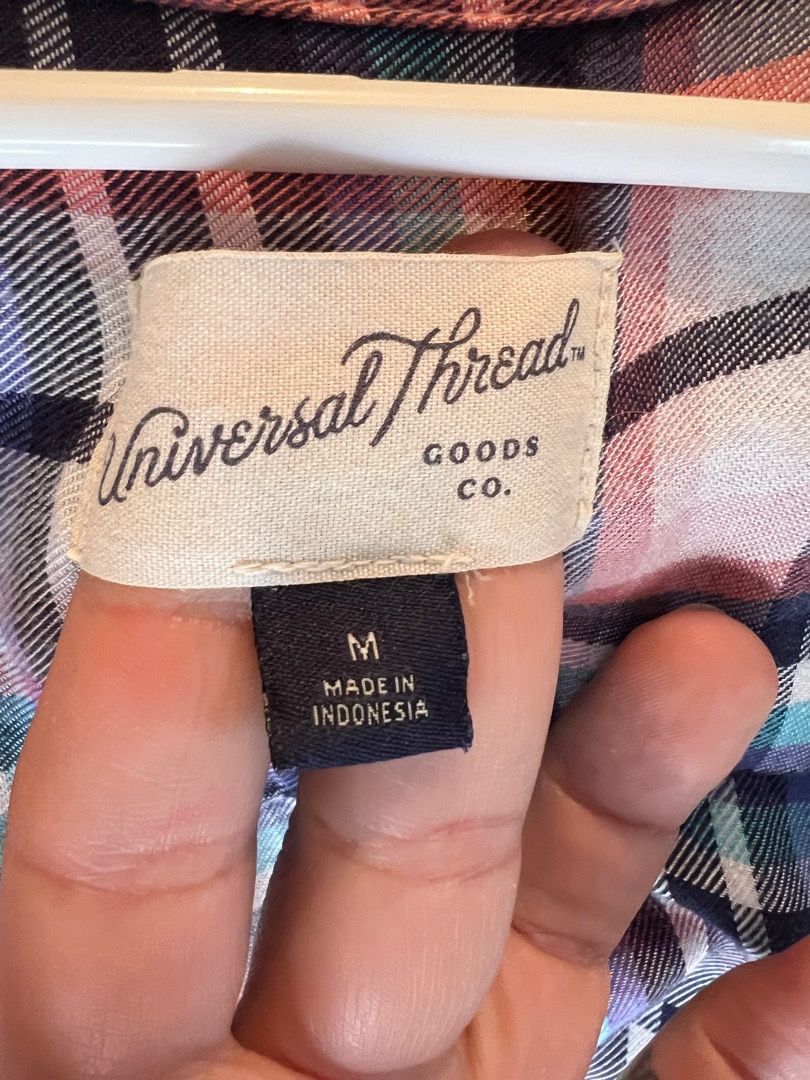 Universal Thread™
GOODS
CO.
M
MADE IN
INDONESIA